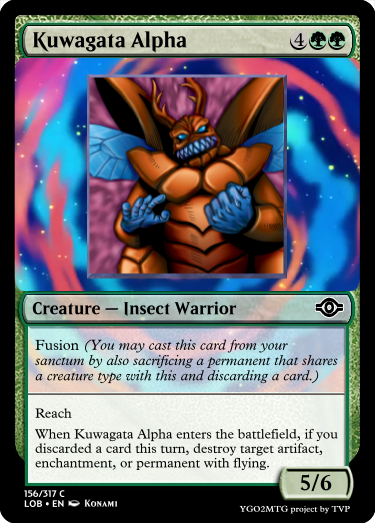 Kuwagata Alpha 4
Creature — Insect Warrior
Fusion (You may cast this card from your
sanctum by also sacrificing a permanent that shares
a creature type with this and discarding a card.)
Reach
When Kuwagata Alpha enters the battlefield, if you
discarded a card this turn, destroy target artifact,
enchantment, or permanent with flying.
5/6
156/317 C
LOB • EN Konami
YGO2MTG project by TVP